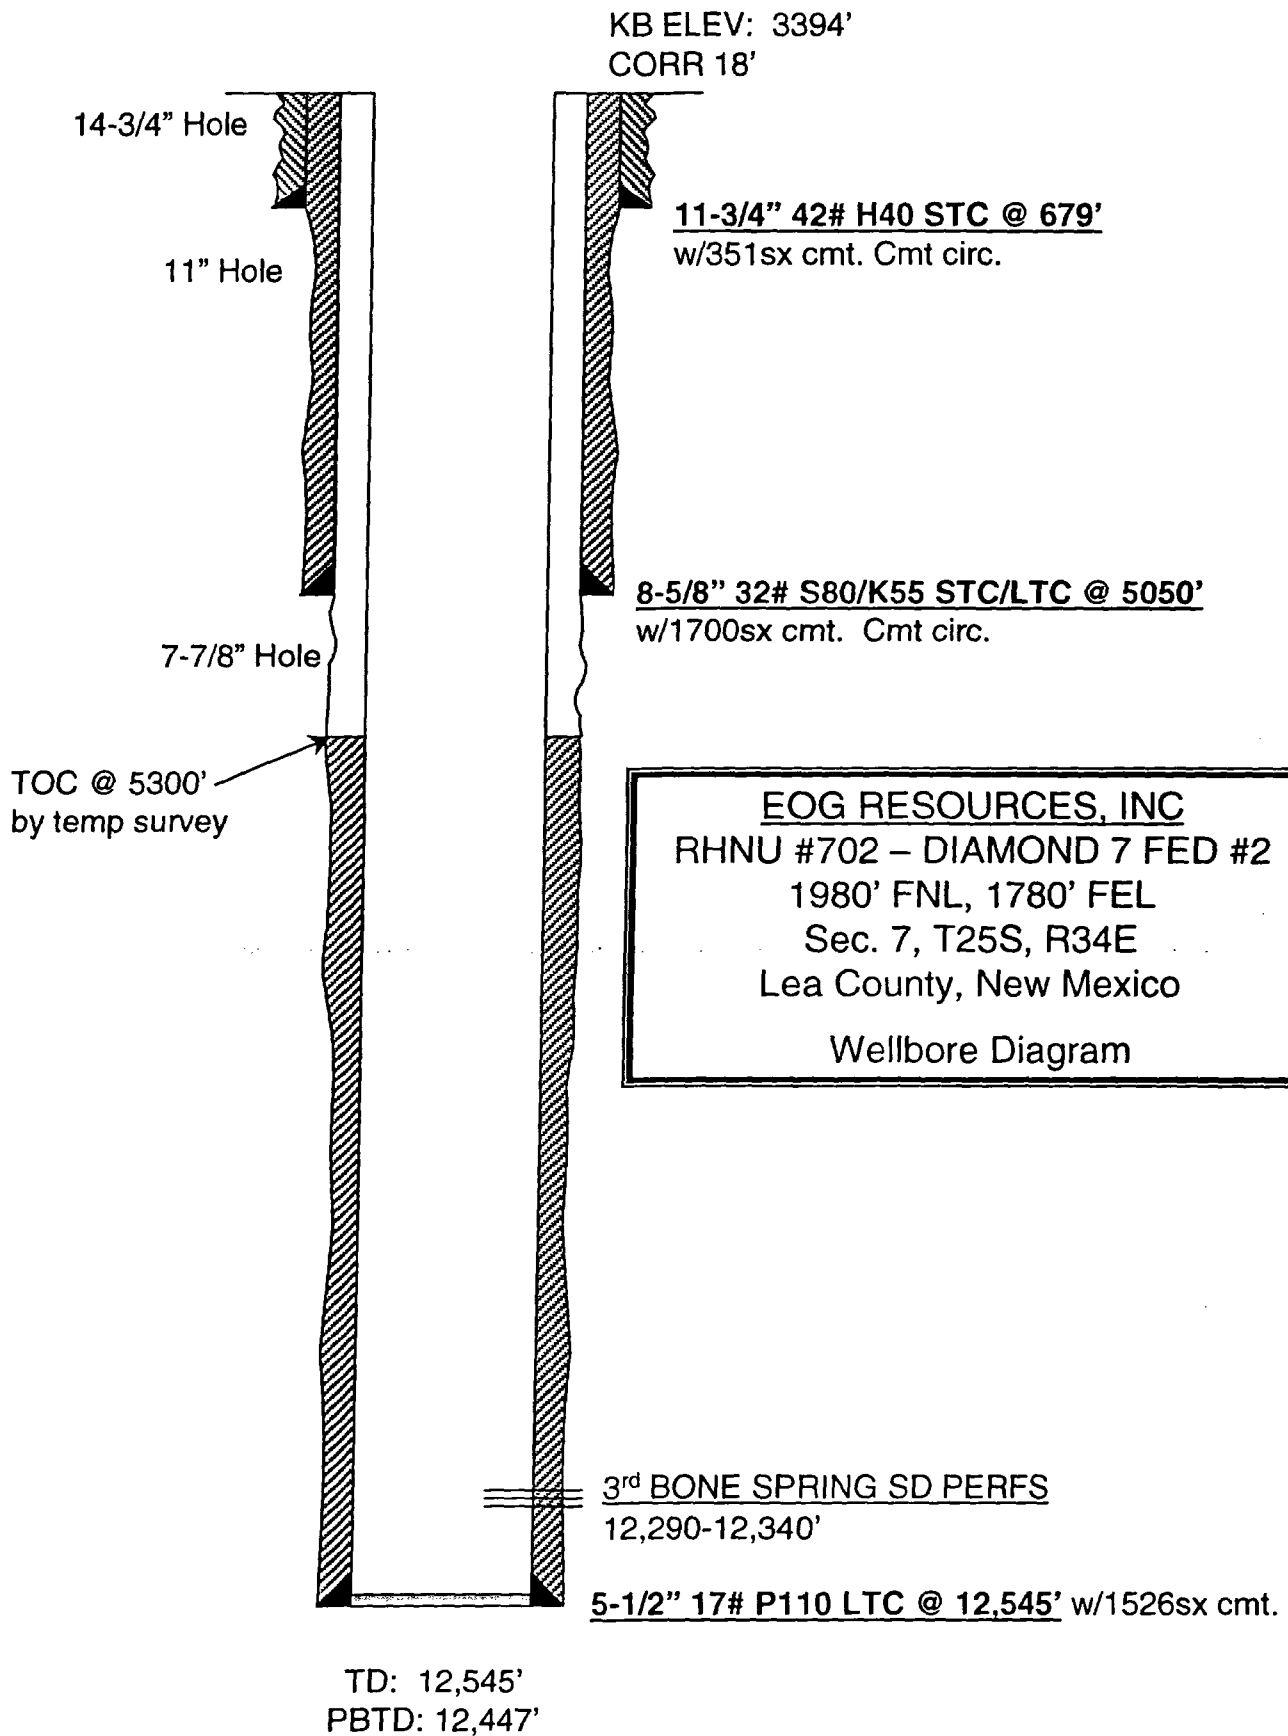 KB ELEV: 3394'
CORR 18'
14-3/4" Hole
11-3/4" 42# H40 STC @ 679'
w/351sx cmt. Cmt circ.
11" Hole
8-5/8" 32# S80/K55 STC/LTC @ 5050'
w/1700sx cmt. Cmt circ.
7-7/8" Hole
TOC @ 5300'
by temp survey
EOG RESOURCES, INC
RHNU #702 – DIAMOND 7 FED #2
1980' FNL, 1780' FEL
Sec. 7, T25S, R34E
Lea County, New Mexico
Wellbore Diagram
3rd BONE SPRING SD PERFS
12,290-12,340'
5-1/2" 17# P110 LTC @ 12,545' w/1526sx cmt.
TD: 12,545'
PBTD: 12,447'